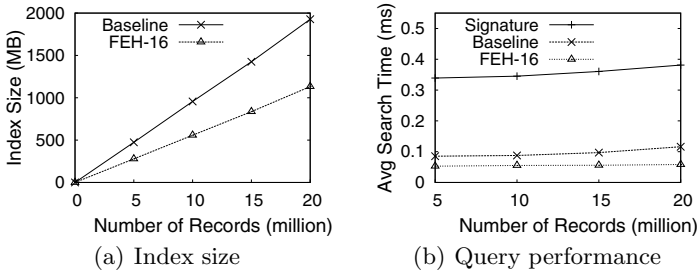 Baseline
FEH-16
Index Size (MB)
2000
1500
1000
500
0
0 5 10 15 20
Number of Records (million)
(a) Index size
Signature
Baseline
FEH-16
Avg Search Time (ms)
0.5
0.4
0.3
0.2
0.1
0
5 10 15 20
Number of Records (million)
(b) Query performance